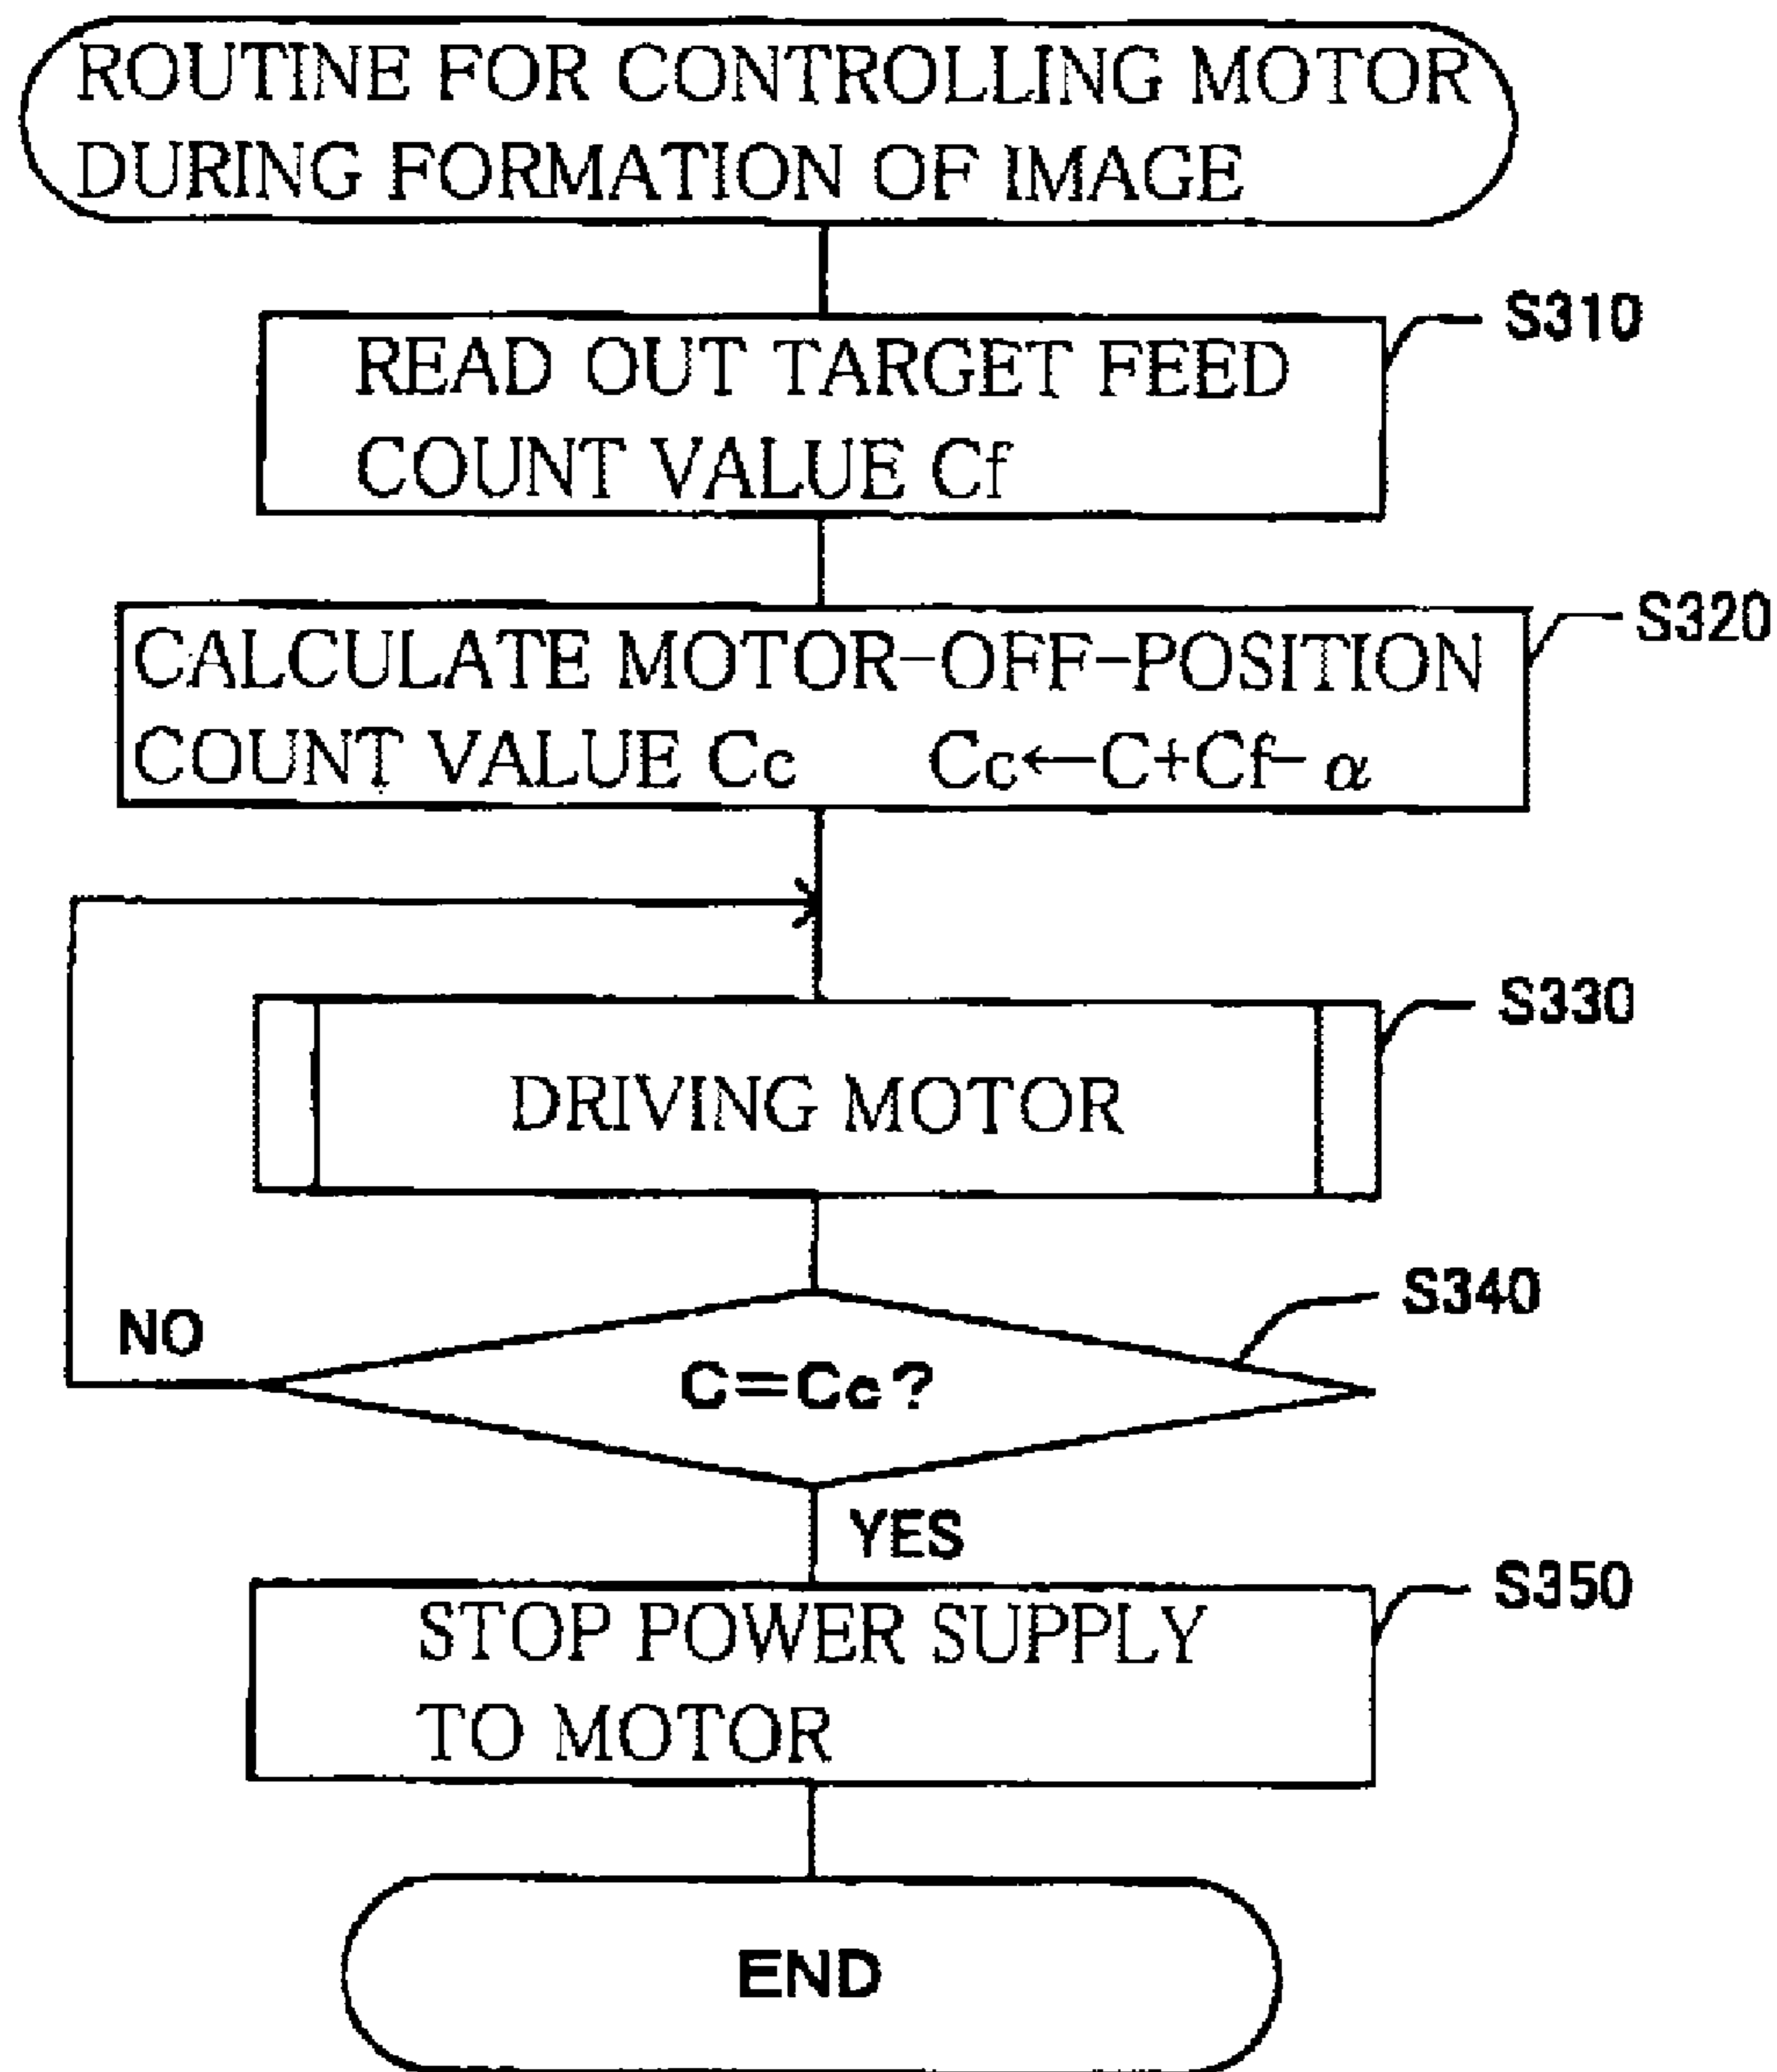 ROUTINE FOR CONTROLLING MOTOR
DURING FORMATION OF IMAGE
S310
READ OUT TARGET FEED
COUNT VALUE Cf
S320
CALCULATE MOTOR-OFF-POSITION
COUNT VALUE Cc Cc←C+Cf-α
S330
DRIVING MOTOR
S340
NO
C=Cc?
YES
S350
STOP POWER SUPPLY
TO MOTOR
END